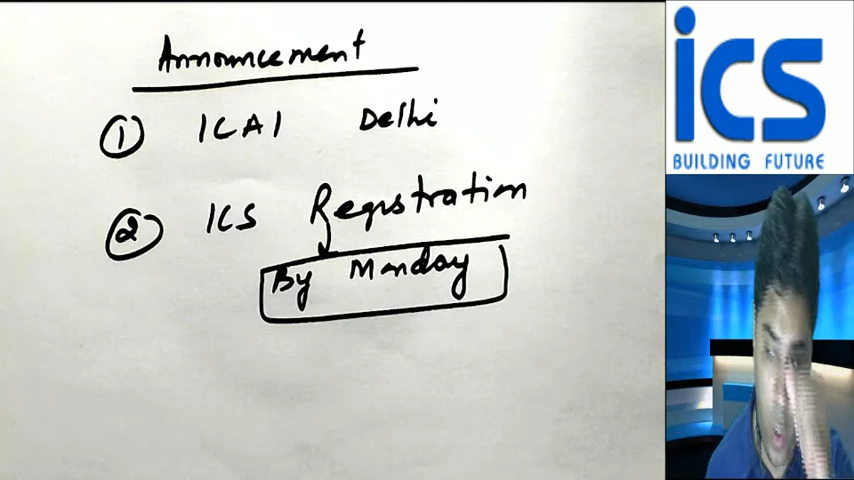 Announcement
1 ICAI Delhi
2 ICS Registration
By Monday
ics
BUILDING FUTURE